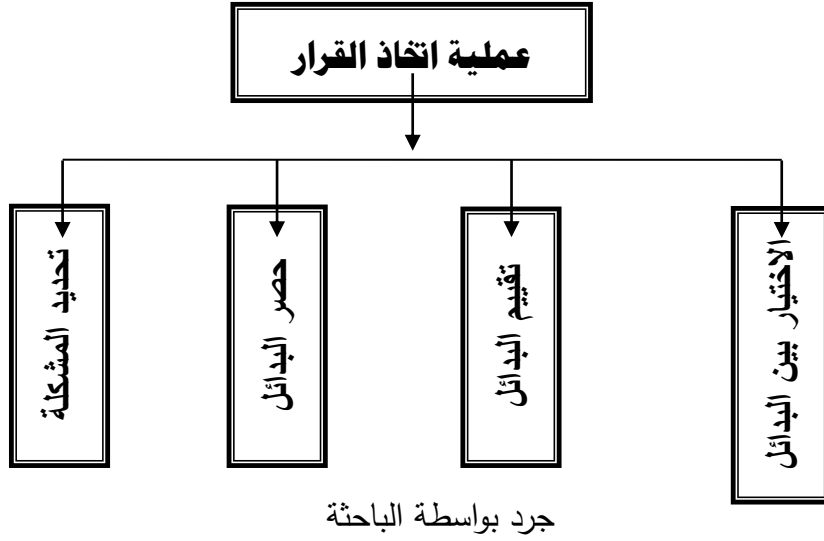 عملية اتخاذ القرار
الاختيار بين البدائل
تقييم البدائل
حصر البدائل
تحديد المشكلة
جرد بواسطة الباحثة